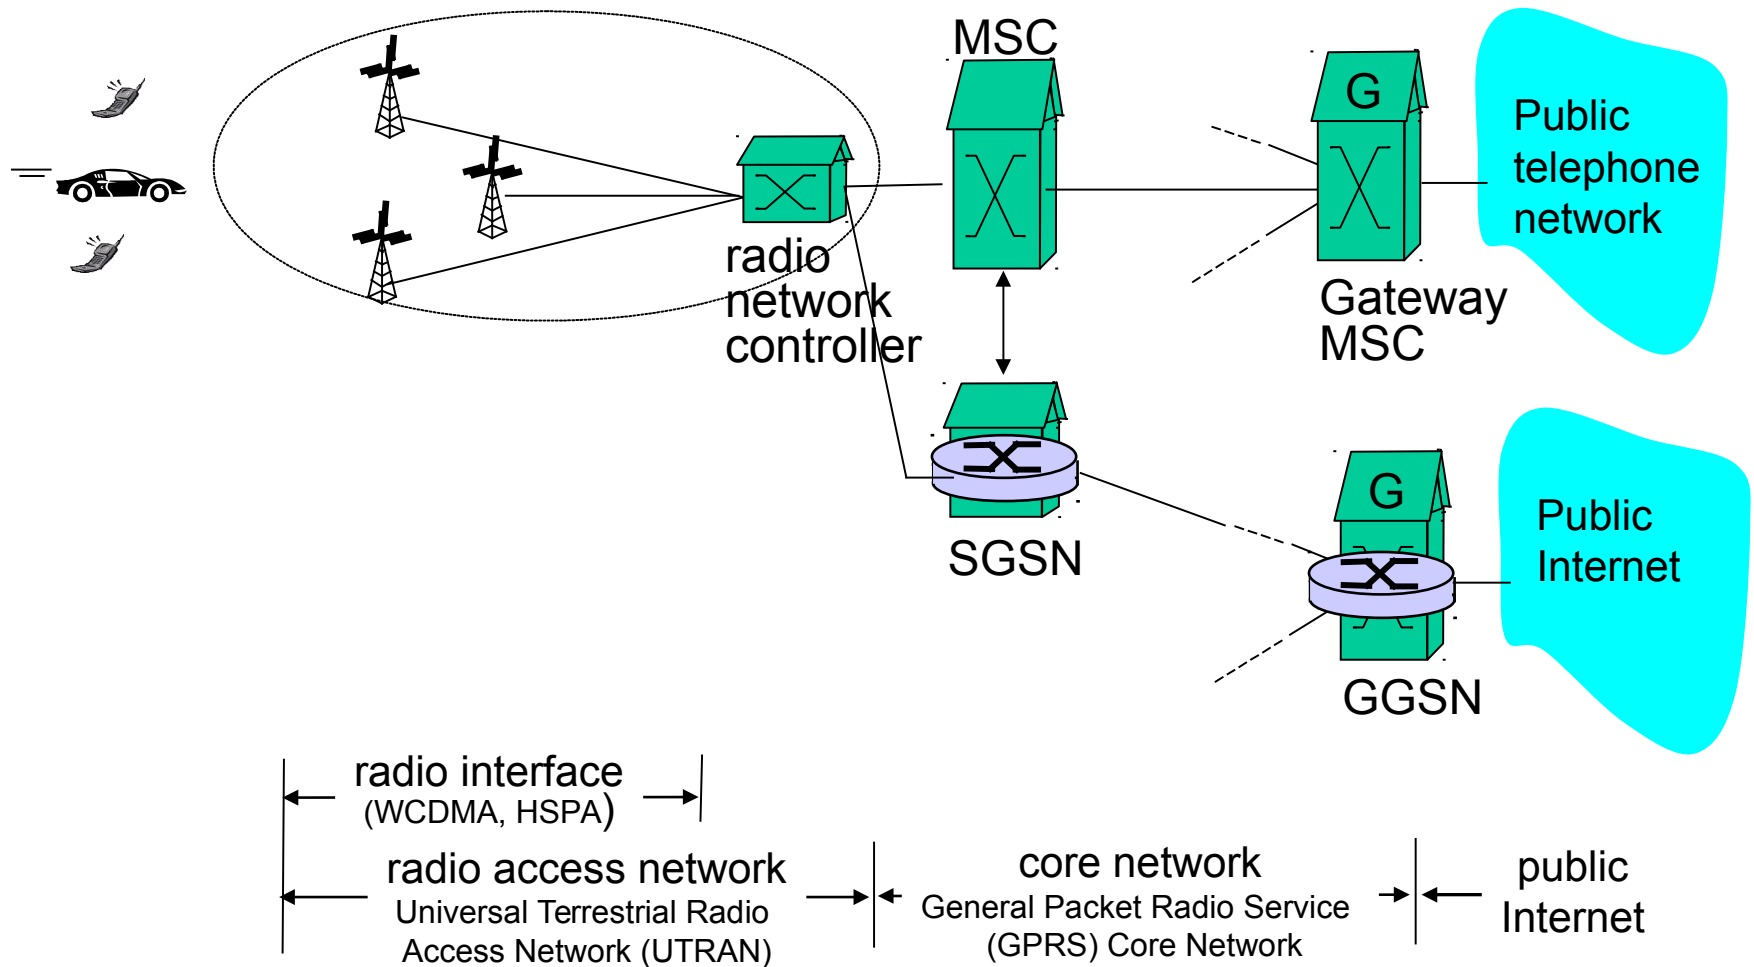 MSC
G
Public
telephone
network
radio
network
controller
Gateway
MSC
G
Public
Internet
SGSN
GGSN
radio interface
(WCDMA, HSPA)
radio access network
Universal Terrestrial Radio
Access Network (UTRAN)
core network
General Packet Radio Service
(GPRS) Core Network
public
Internet